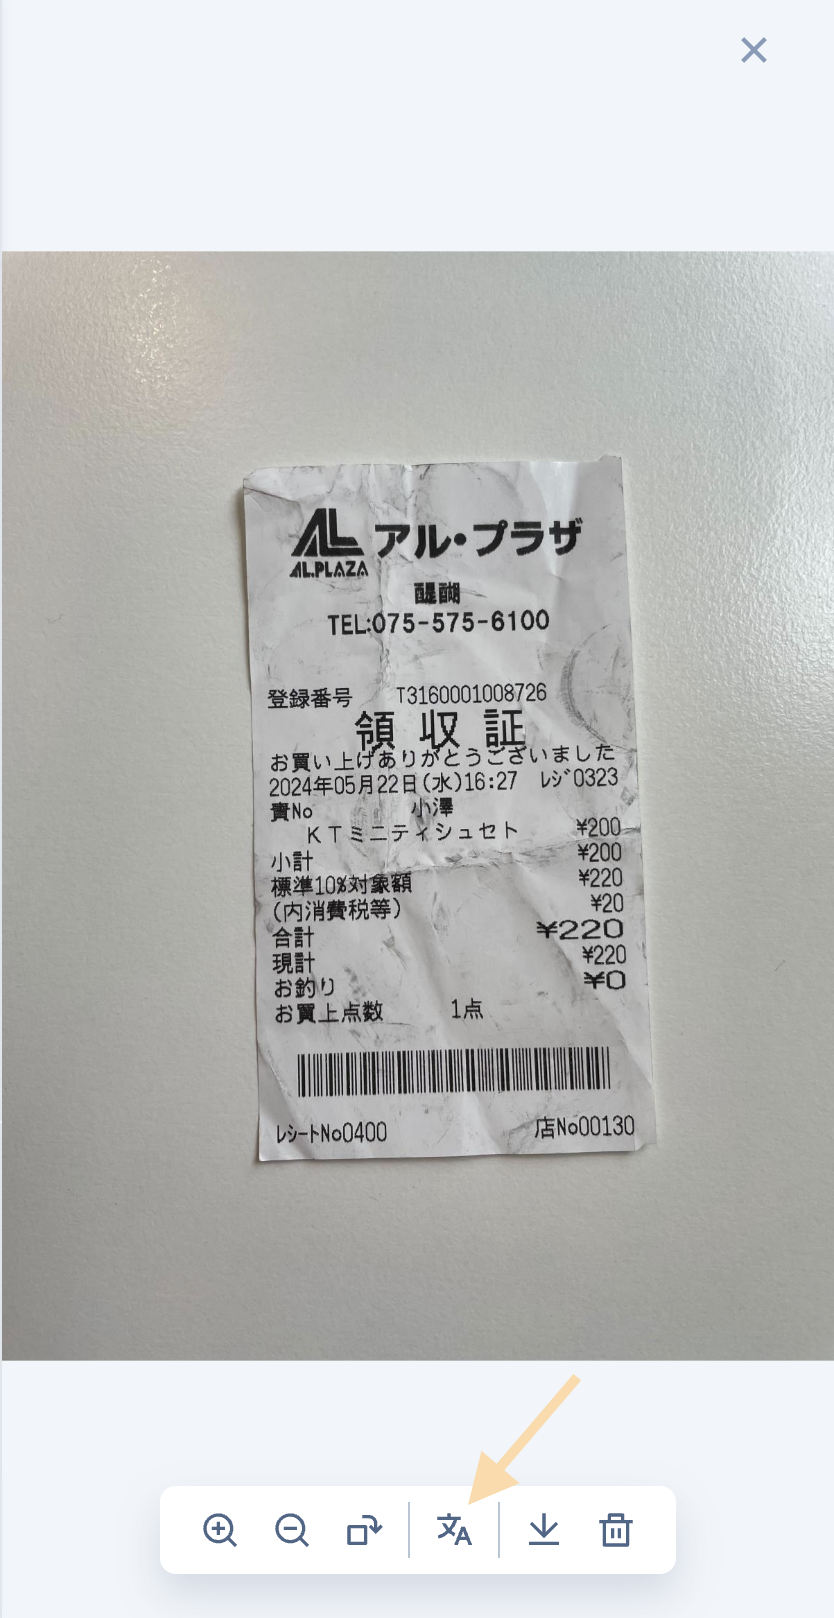 AL アル・プラザ
AL.PLAZA
醍醐
TEL:075-575-6100
登録番号 T3160001008726
領収証
お買い上げありがとうございました
2024年05月22日(水)16:27 レジ0323
責No 小澤
KTミニティシュセト ¥200
小計 ¥200
標準10%対象額 ¥220
(内消費税等) ¥20
合計 ¥220
現計 ¥220
お釣り ¥0
お買上点数 1点
レシートNo0400 店No00130
文A